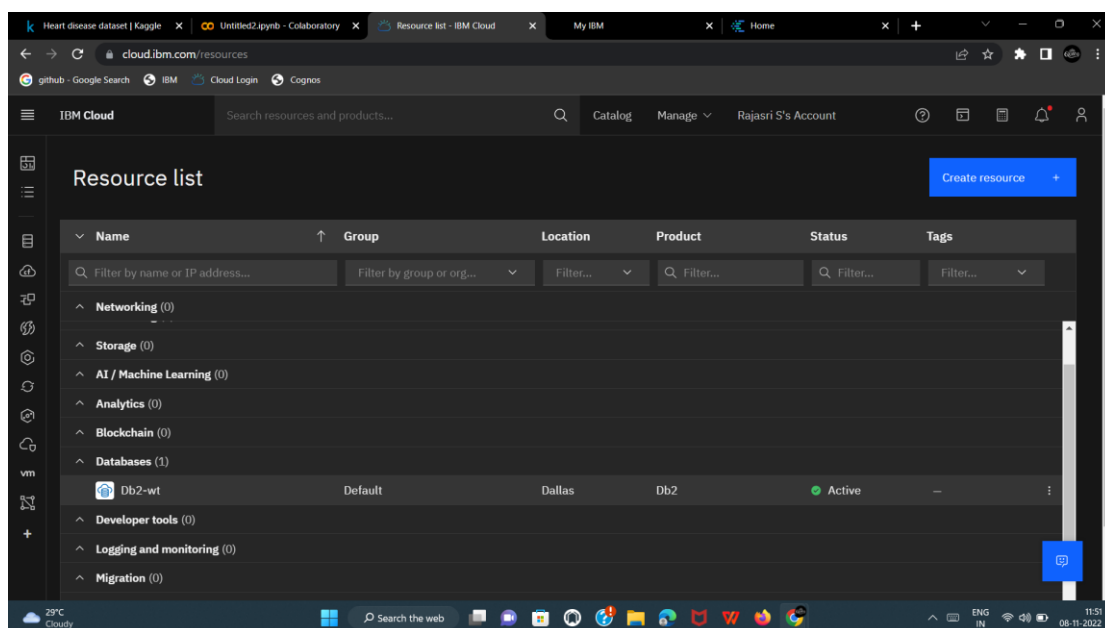 Heart disease dataset | Kaggle
Untitled2.ipynb - Colaboratory
Resource list - IBM Cloud
My IBM
Home
cloud.ibm.com/resources
github - Google Search
IBM
Cloud Login
Cognos
IBM Cloud
Search resources and products...
Catalog
Manage
Rajasri S's Account
Resource list
Create resource +
Name Group Location Product Status Tags
Filter by name or IP address... Filter by group or org... Filter... Filter... Filter... Filter...
Networking (0)
Storage (0)
AI / Machine Learning (0)
Analytics (0)
Blockchain (0)
Databases (1)
Db2-wt Default Dallas Db2 Active –
Developer tools (0)
Logging and monitoring (0)
Migration (0)
vm
29°C
Cloudy
Search the web
ENG
IN
11:51
08-11-2022